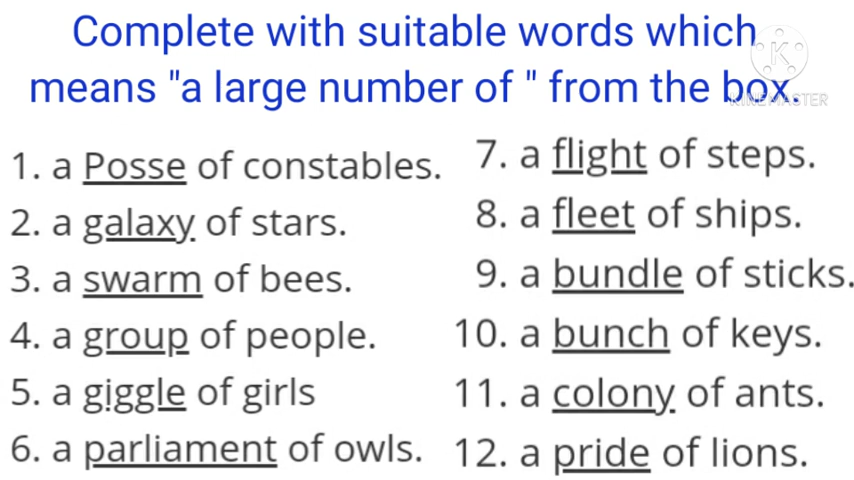 Complete with suitable words which
means "a large number of " from the box.
KINEMASTER
1. a Posse of constables.
2. a galaxy of stars.
3. a swarm of bees.
4. a group of people.
5. a giggle of girls
6. a parliament of owls.
7. a flight of steps.
8. a fleet of ships.
9. a bundle of sticks.
10. a bunch of keys.
11. a colony of ants.
12. a pride of lions.